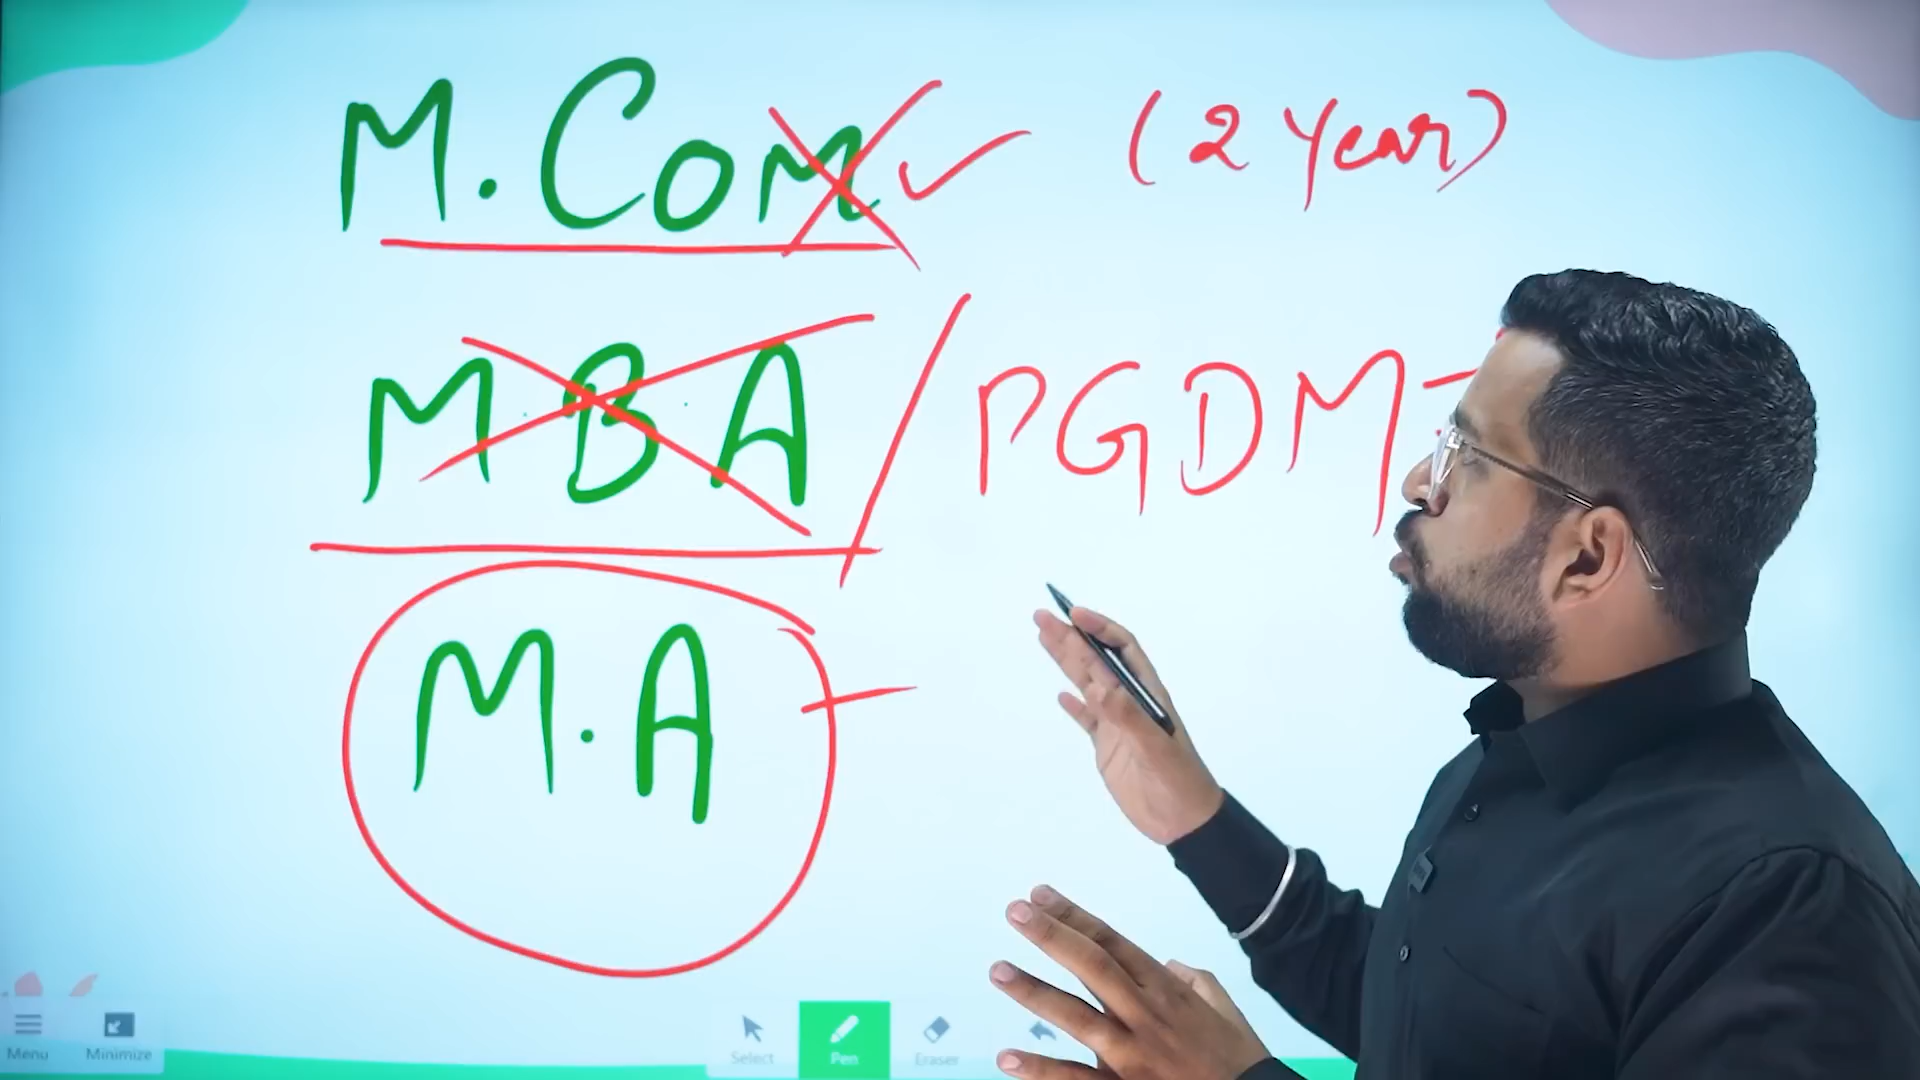 M.Com (2 Year)
MBA / PGDM -
M.A -
Menu Minimize Select Pen Eraser